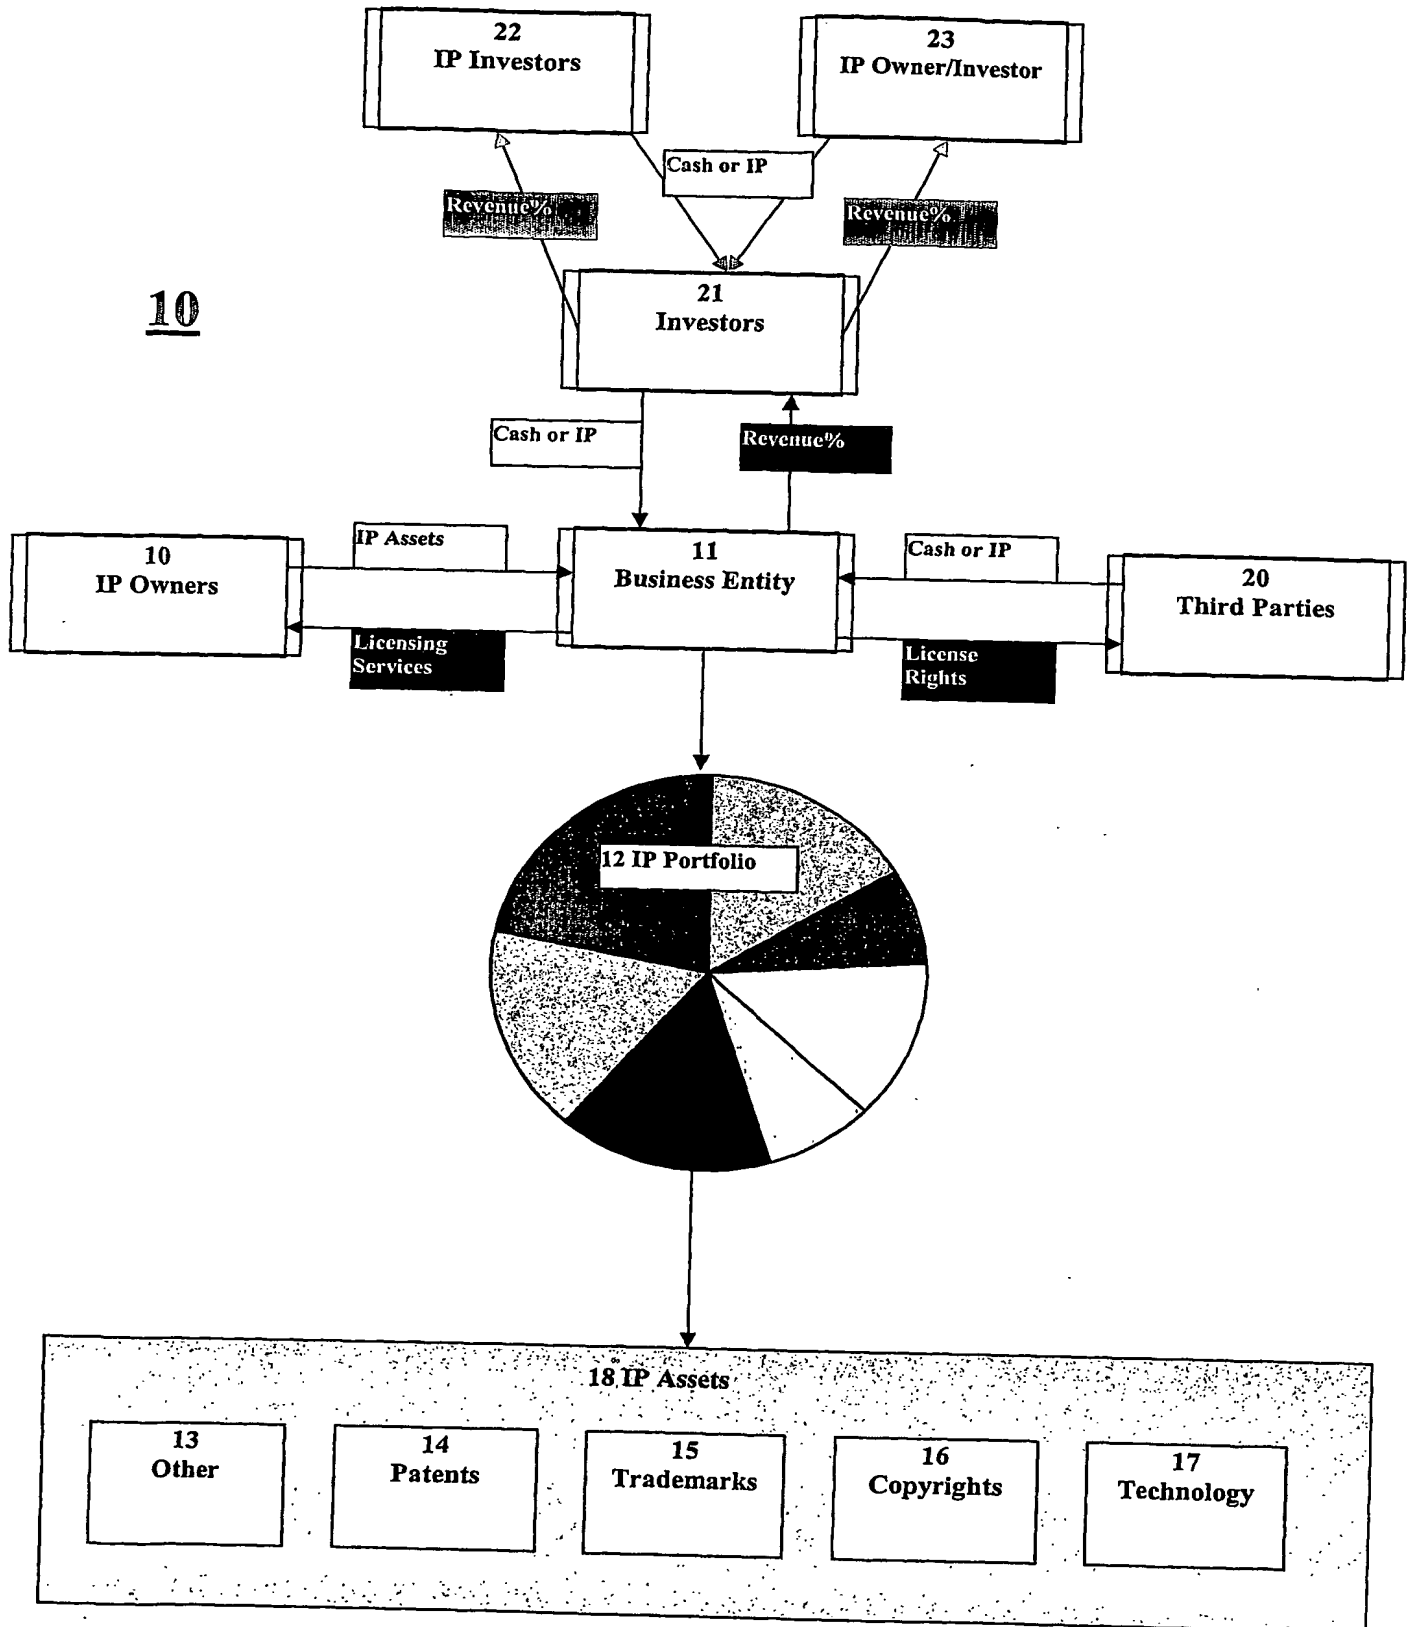 22
IP Investors
23
IP Owner/Investor
Cash or IP
Revenue%
Revenue%
21
Investors
10
Cash or IP
Revenue%
10
IP Owners
IP Assets
Licensing
Services
11
Business Entity
Cash or IP
License
Rights
20
Third Parties
12 IP Portfolio
18 IP Assets
13
Other
14
Patents
15
Trademarks
16
Copyrights
17
Technology